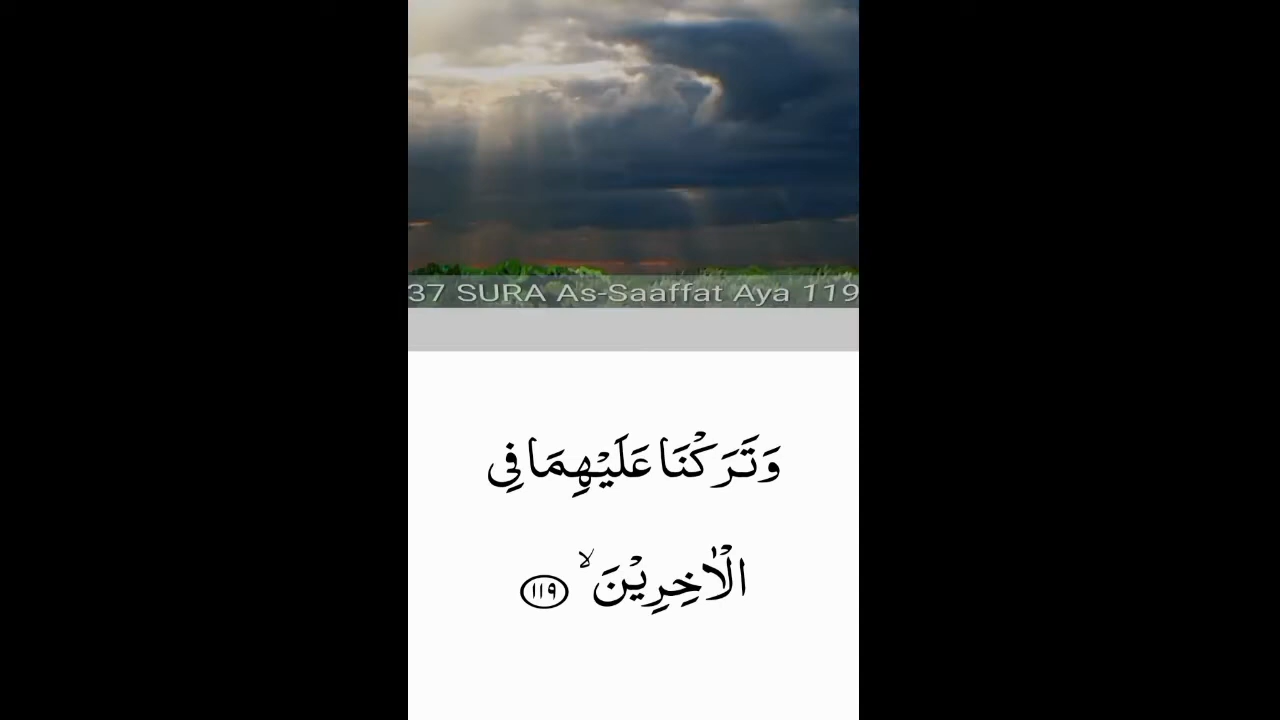 37 SURA As-Saaffat Aya 119
وَتَرَكْنَا عَلَيْهِمَا فِى
الْاٰخِرِيْنَ ۙ ١١٩